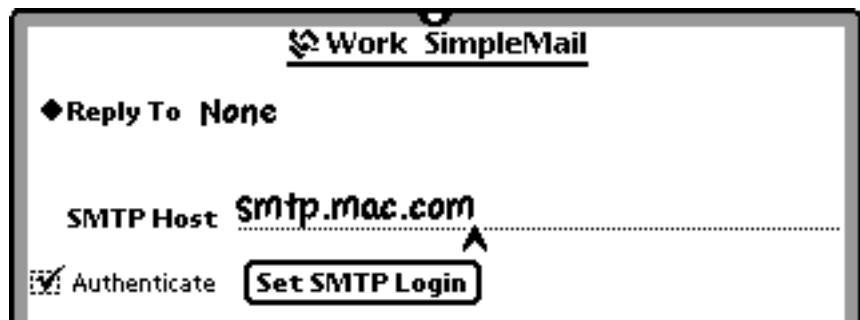 Work SimpleMail
Reply To None
SMTP Host smtp.mac.com
Authenticate Set SMTP Login